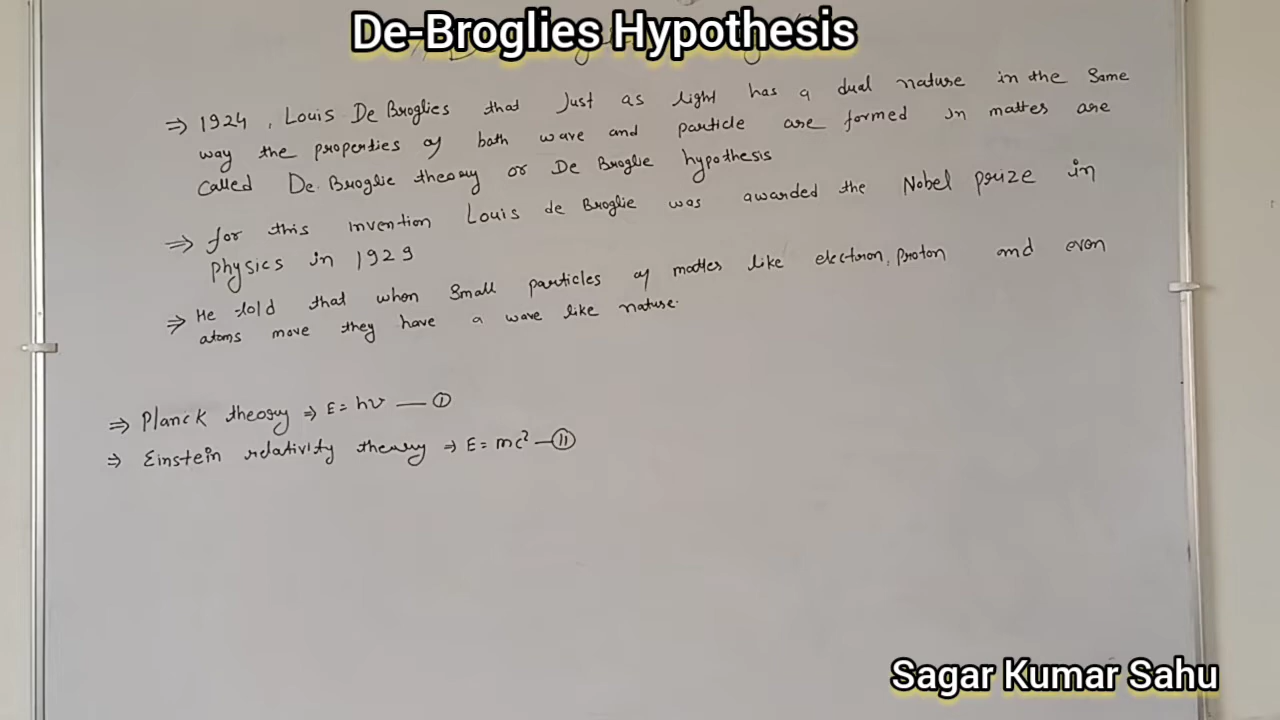 De-Broglies Hypothesis
⇒ 1924, Louis De Broglies that Just as light has a dual nature in the Same
way the properties of bath wave and particle are formed in matter are
Called De. Broglie theory or De Broglie hypothesis
⇒ for this invention Louis de Broglie was awarded the Nobel prize in
physics in 1929
⇒ He told that when Small particles of matter like electron, proton and even
atoms move they have a wave like nature.
⇒ Planck theory ⇒ E = hν — Ⓘ
⇒ Einstein relativity theory ⇒ E = mc² — Ⓘⓘ
Sagar Kumar Sahu